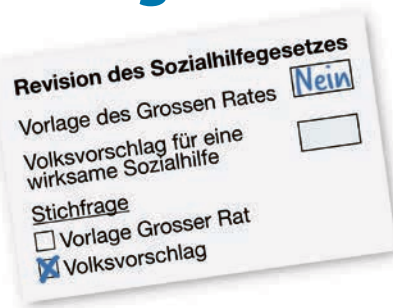 Revision des Sozialhilfegesetzes
Vorlage des Grossen Rates Nein
Volksvorschlag für eine
wirksame Sozialhilfe
Stichfrage
Vorlage Grosser Rat
Volksvorschlag